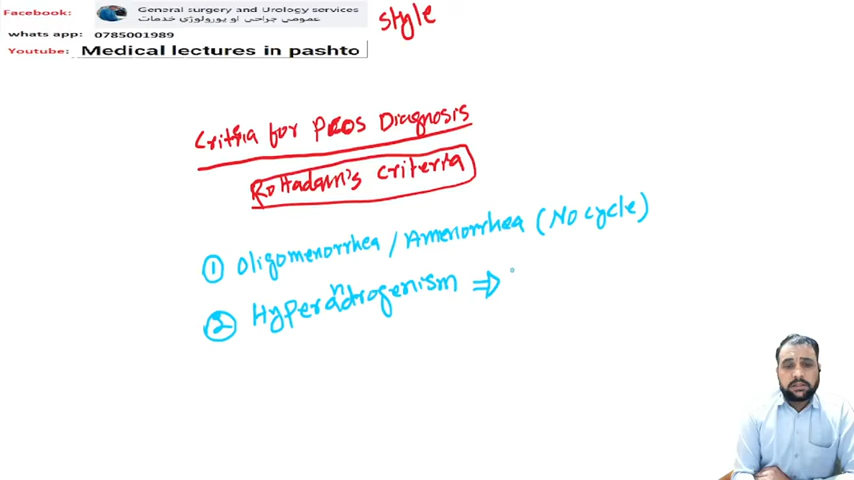 Facebook: General surgery and Urology services
عمومي جراحي او يورولوژي خدمات
whats app: 0785001989
Youtube: Medical lectures in pashto
style
Criteria for PCOS Diagnosis
Rottadam's criteria
① Oligomenorrhea / Amenorrhea (No cycle)
② Hyperandrogenism ⇒